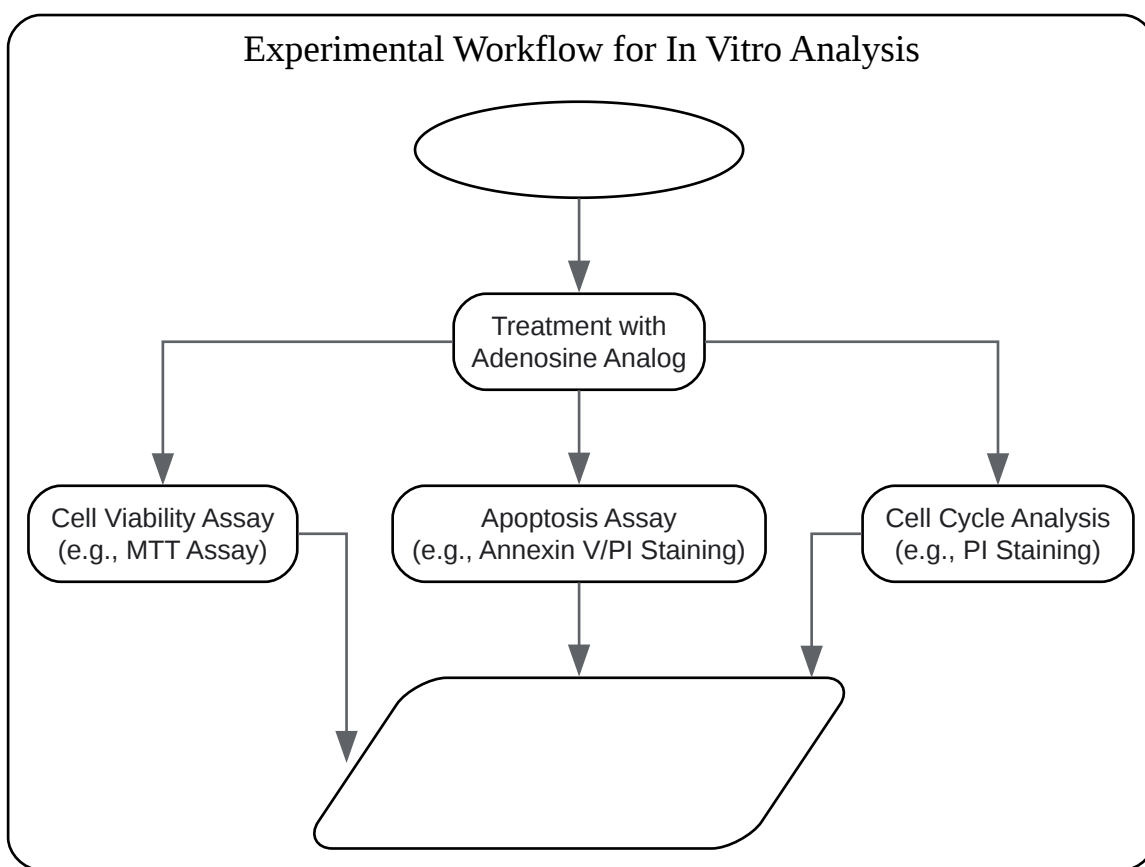 Experimental Workflow for In Vitro Analysis
Treatment with
Adenosine Analog
Cell Viability Assay
(e.g., MTT Assay)
Apoptosis Assay
(e.g., Annexin V/PI Staining)
Cell Cycle Analysis
(e.g., PI Staining)